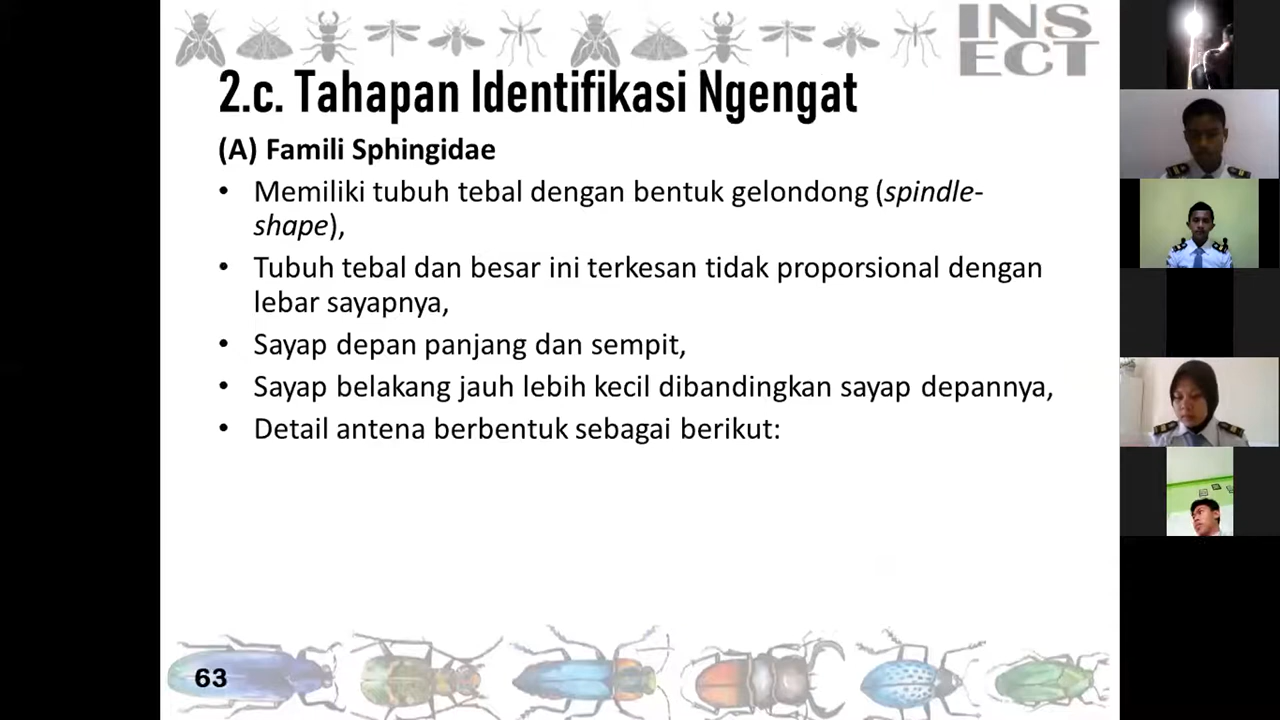 INS
ECT
2.c. Tahapan Identifikasi Ngengat
(A) Famili Sphingidae
• Memiliki tubuh tebal dengan bentuk gelondong (spindle-
shape),
• Tubuh tebal dan besar ini terkesan tidak proporsional dengan
lebar sayapnya,
• Sayap depan panjang dan sempit,
• Sayap belakang jauh lebih kecil dibandingkan sayap depannya,
• Detail antena berbentuk sebagai berikut:
63